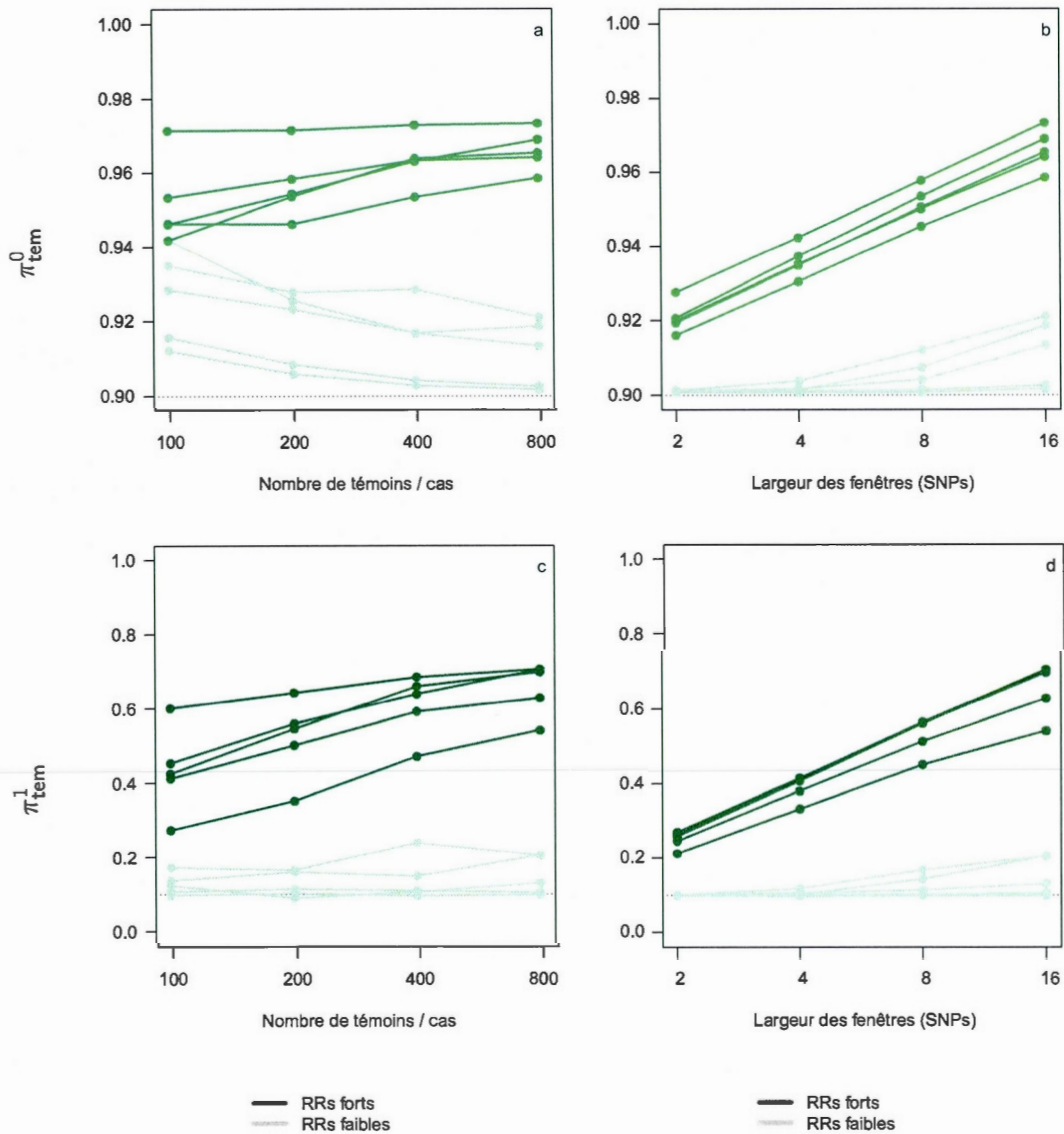 a
1.00
0.98
0.96
0.94
0.92
0.90
π⁰tem
100
200
400
800
Nombre de témoins / cas
b
1.00
0.98
0.96
0.94
0.92
0.90
2
4
8
16
Largeur des fenêtres (SNPs)
c
1.0
0.8
0.6
0.4
0.2
0.0
π¹tem
100
200
400
800
Nombre de témoins / cas
d
1.0
0.8
0.6
0.4
0.2
0.0
2
4
8
16
Largeur des fenêtres (SNPs)
RRs forts
RRs faibles
RRs forts
RRs faibles